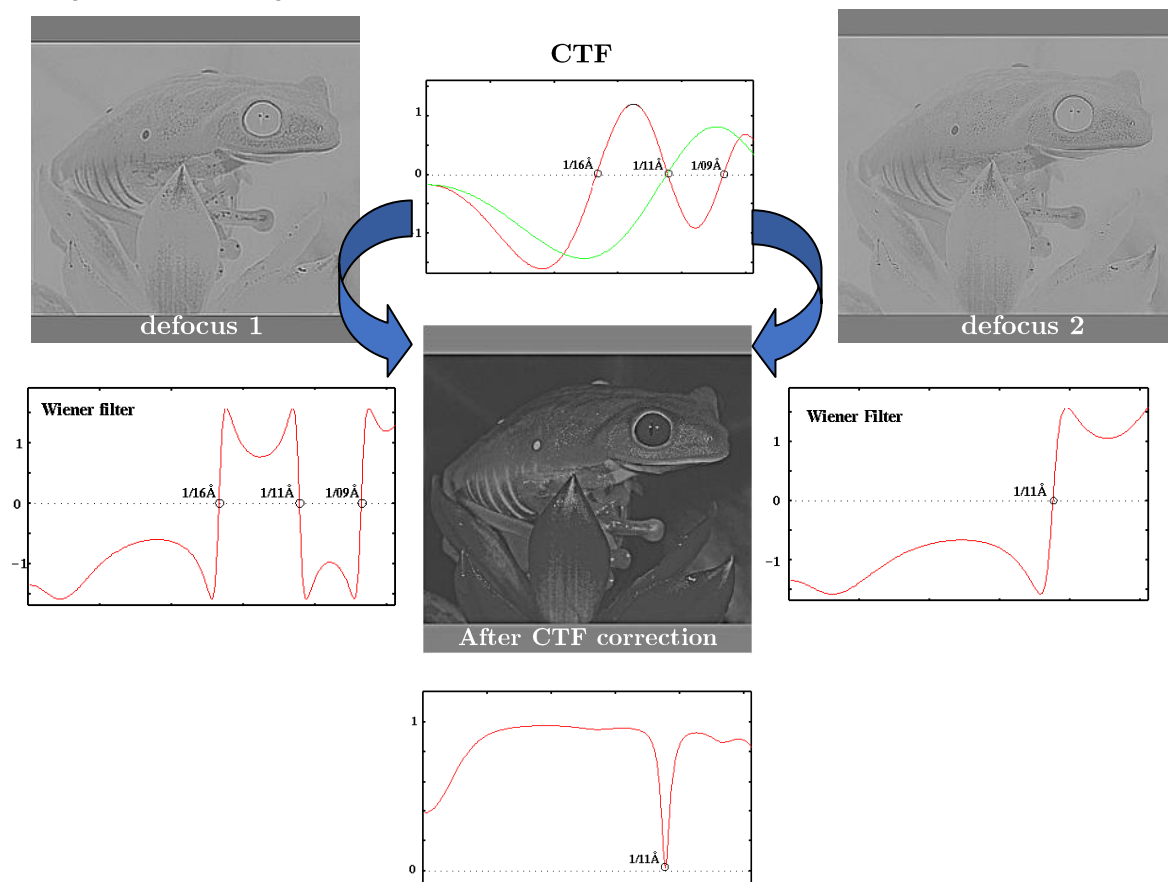 CTF
1
0
1
1/16Å
1/11Å
1/09Å
defocus 1
defocus 2
Wiener filter
1
0
−1
1/16Å
1/11Å
1/09Å
After CTF correction
Wiener Filter
1
0
−1
1/11Å
1
0
1/11Å